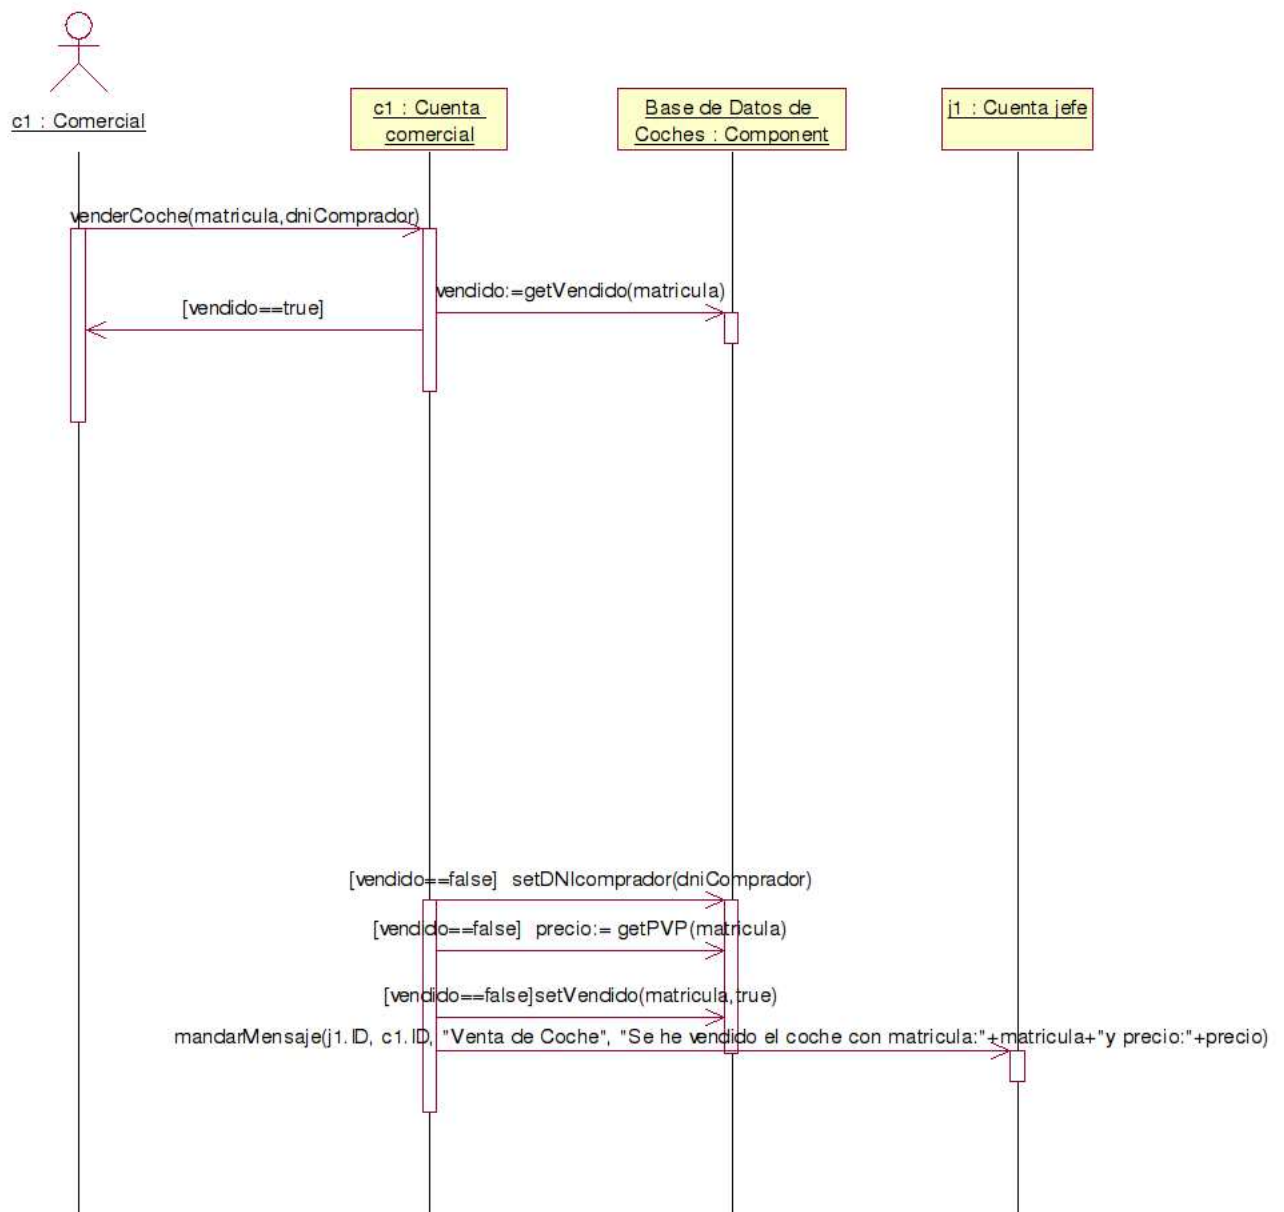 c1 : Comercial
c1 : Cuenta
comercial
Base de Datos de
Coches : Component
j1 : Cuenta jefe
venderCoche(matricula,dniComprador)
vendido:=getVendido(matricula)
[vendido==true]
[vendido==false] setDNIcomprador(dniComprador)
[vendido==false] precio:= getPVP(matricula)
[vendido==false]setVendido(matricula,true)
mandarMensaje(j1.ID, c1.ID, "Venta de Coche", "Se he vendido el coche con matricula:"+matricula+"y precio:"+precio)